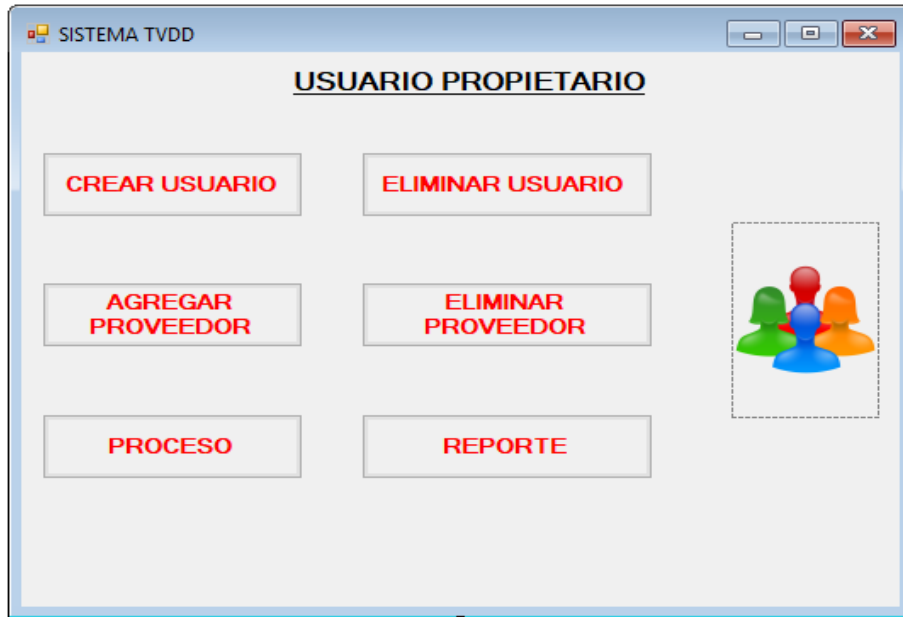 SISTEMA TVDD
USUARIO PROPIETARIO
CREAR USUARIO
ELIMINAR USUARIO
AGREGAR
PROVEEDOR
ELIMINAR
PROVEEDOR
PROCESO
REPORTE